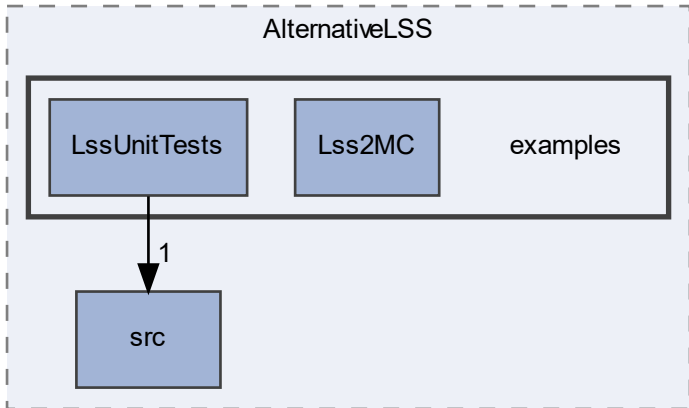 AlternativeLSS
LssUnitTests
Lss2MC
examples
1
src